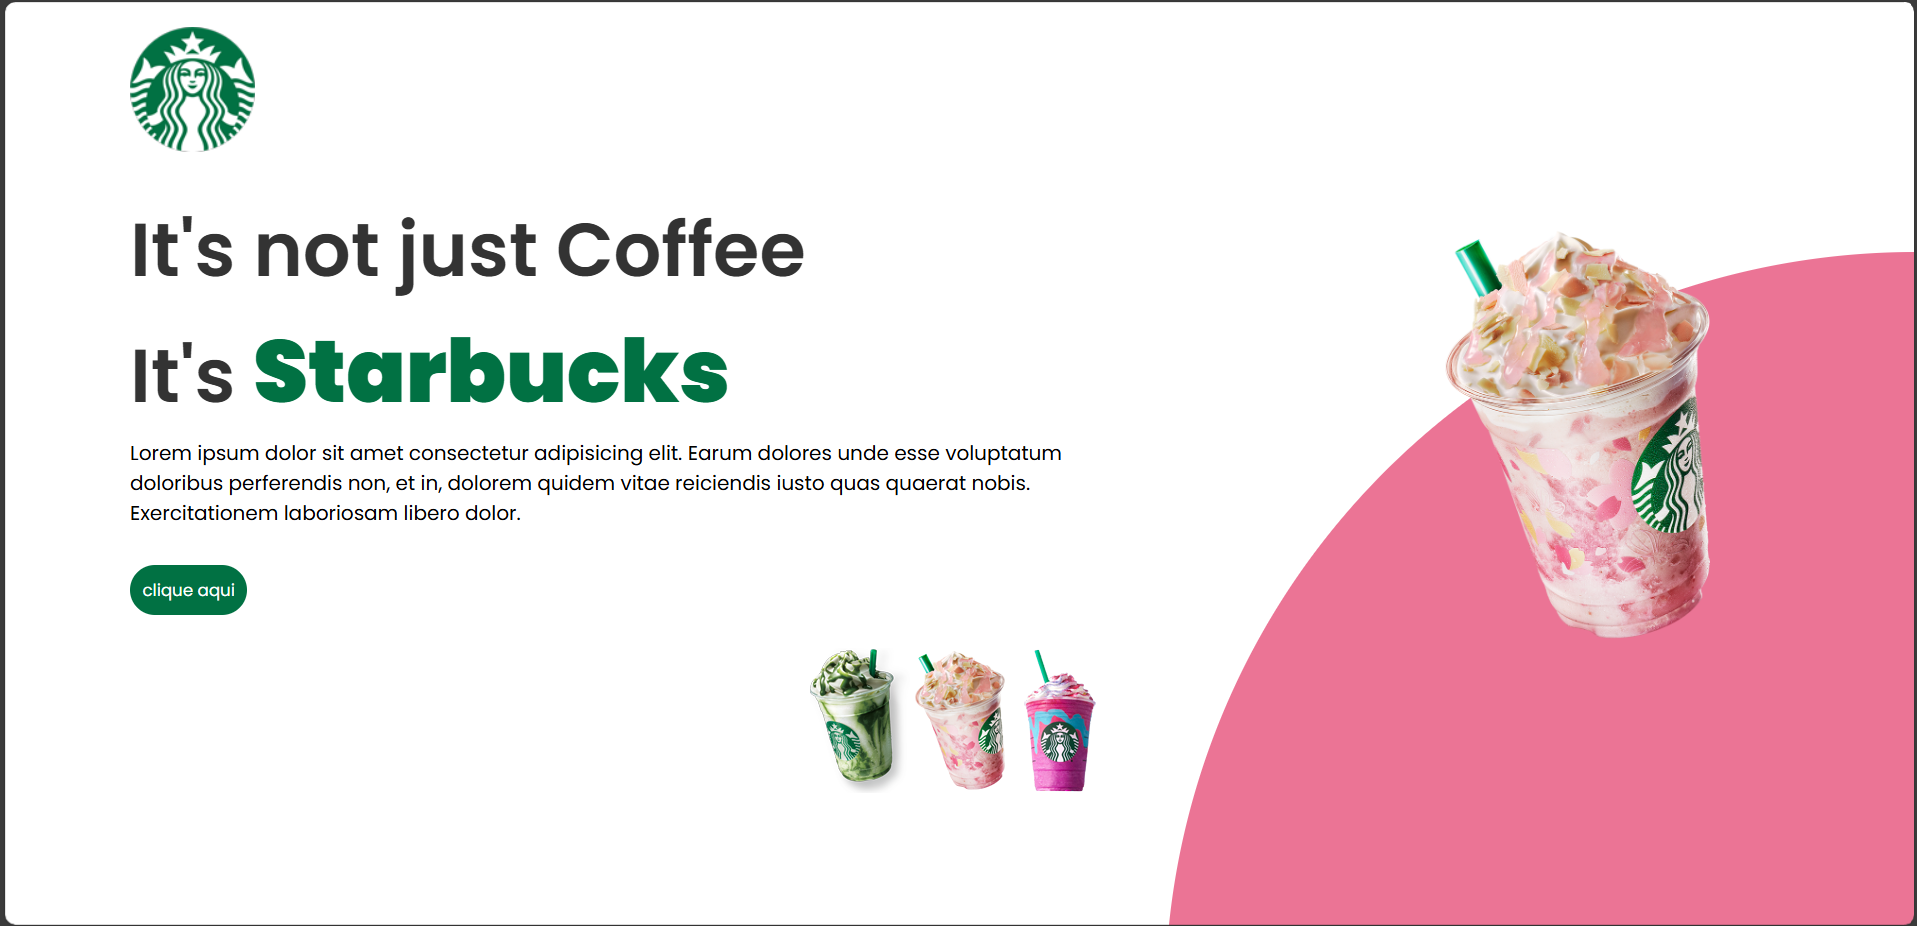 It's not just Coffee
It's Starbucks
Lorem ipsum dolor sit amet consectetur adipisicing elit. Earum dolores unde esse voluptatum
doloribus perferendis non, et in, dolorem quidem vitae reiciendis iusto quas quaerat nobis.
Exercitationem laboriosam libero dolor.
clique aqui